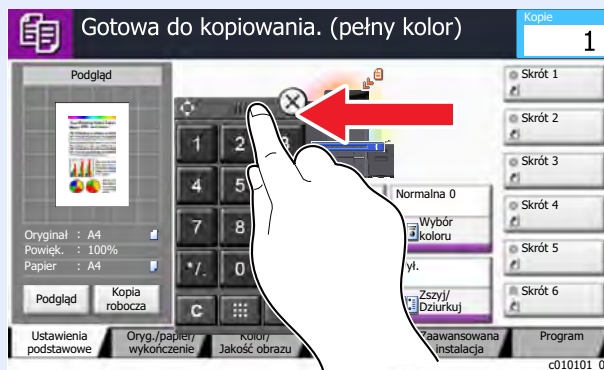 Gotowa do kopiowania. (pełny kolor)
Kopie
1
Podgląd
Oryginał : A4
Powięk. : 100%
Papier : A4
Podgląd
Kopia
robocza
1
2
3
4
5
7
8
*/.
0
C
Normalna 0
Wybór
koloru
Zszyj/
Dziurkuj
Skrót 1
Skrót 2
Skrót 3
Skrót 4
Skrót 5
Skrót 6
Ustawienia
podstawowe
Oryg./papier/
wykończenie
Kolor/
Jakość obrazu
Zaawansowana
instalacja
Program